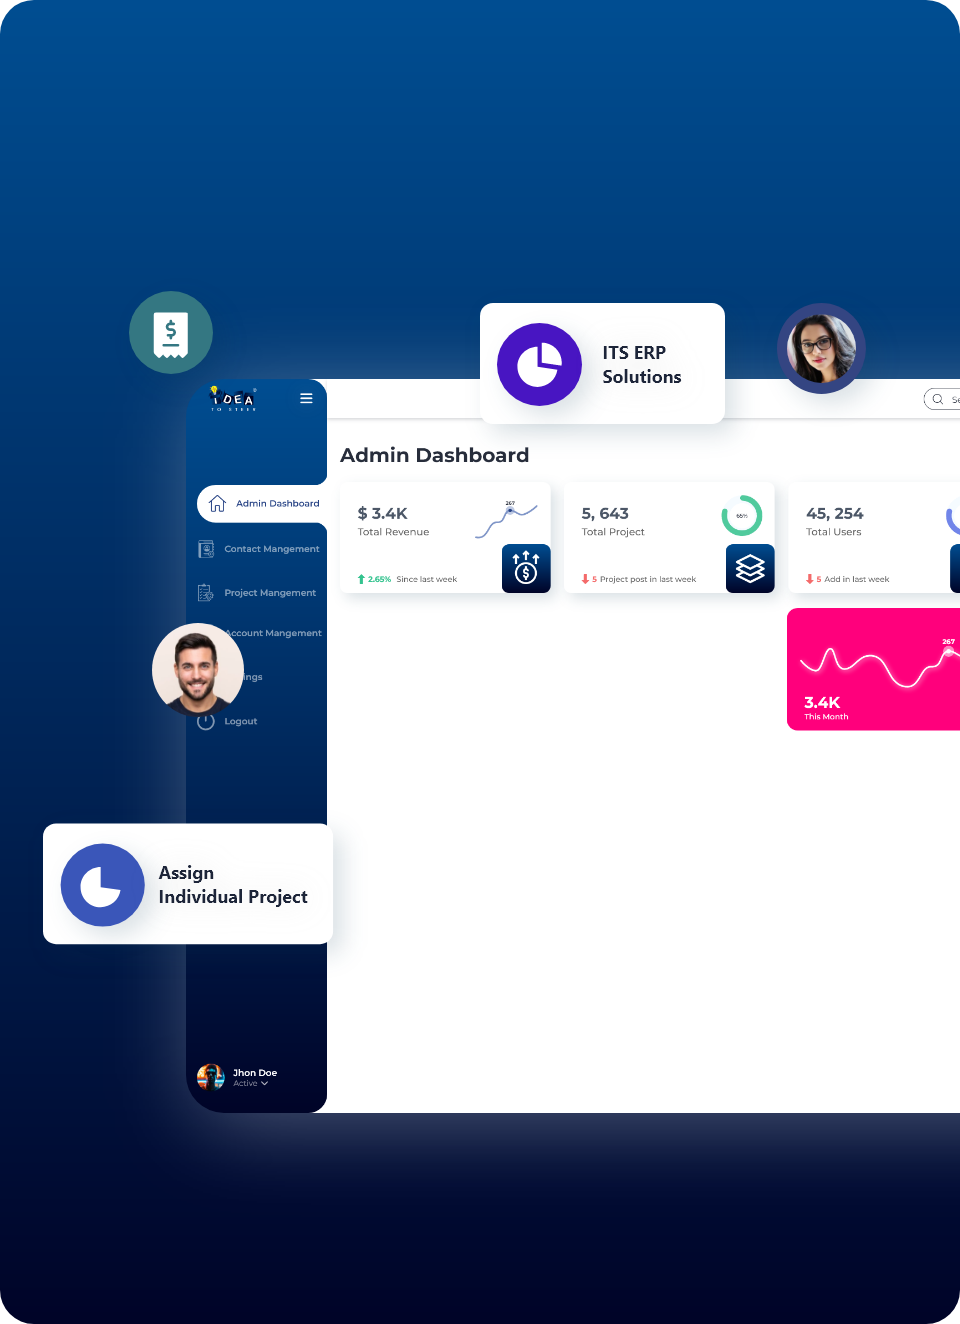 ITS ERP
Solutions
IDEA
TO STEER
Se
Admin Dashboard
Admin Dashboard
Contact Mangement
Project Mangement
Account Mangement
ings
Logout
$ 3.4K
Total Revenue
267
2.65% Since last week
5, 643
Total Project
65%
5 Project post in last week
45, 254
Total Users
5 Add in last week
267
3.4K
This Month
Assign
Individual Project
Jhon Doe
Active